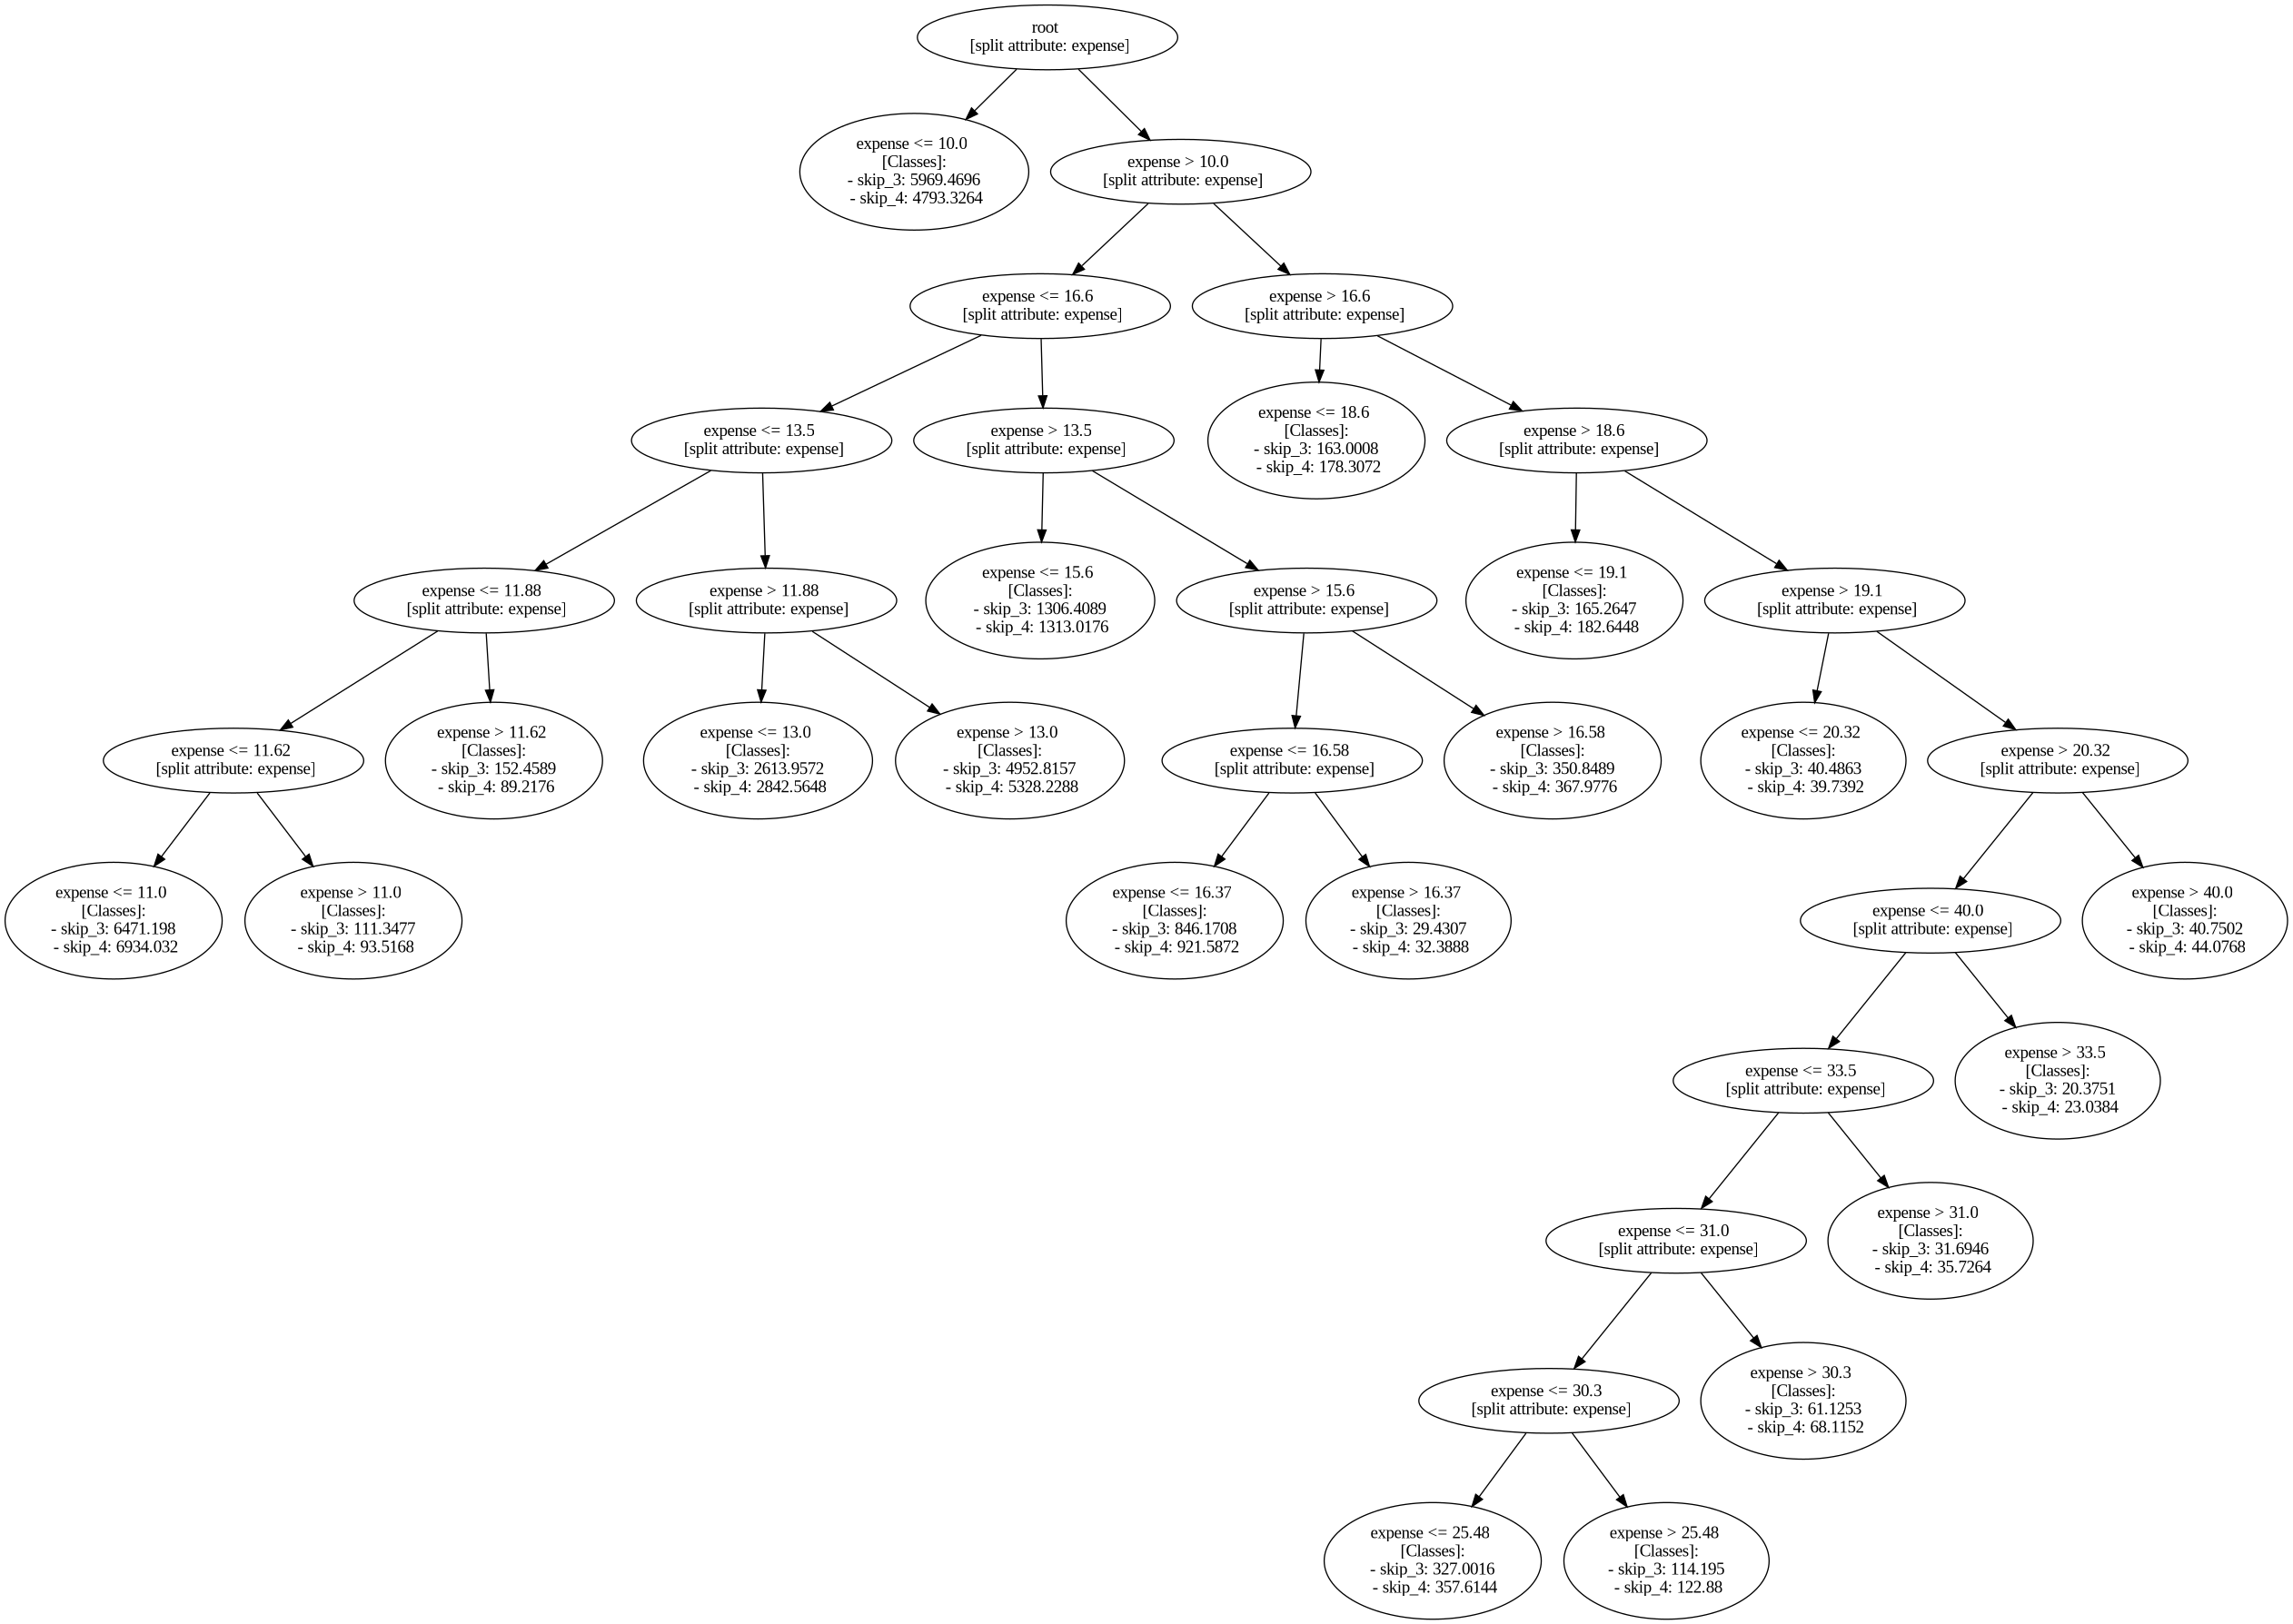 root
[split attribute: expense]
expense <= 10.0
[Classes]:
- skip_3: 5969.4696
- skip_4: 4793.3264
expense > 10.0
[split attribute: expense]
expense <= 16.6
[split attribute: expense]
expense > 16.6
[split attribute: expense]
expense <= 13.5
[split attribute: expense]
expense > 13.5
[split attribute: expense]
expense <= 18.6
[Classes]:
- skip_3: 163.0008
- skip_4: 178.3072
expense > 18.6
[split attribute: expense]
expense <= 11.88
[split attribute: expense]
expense > 11.88
[split attribute: expense]
expense <= 15.6
[Classes]:
- skip_3: 1306.4089
- skip_4: 1313.0176
expense > 15.6
[split attribute: expense]
expense <= 19.1
[Classes]:
- skip_3: 165.2647
- skip_4: 182.6448
expense > 19.1
[split attribute: expense]
expense <= 11.62
[split attribute: expense]
expense > 11.62
[Classes]:
- skip_3: 152.4589
- skip_4: 89.2176
expense <= 13.0
[Classes]:
- skip_3: 2613.9572
- skip_4: 2842.5648
expense > 13.0
[Classes]:
- skip_3: 4952.8157
- skip_4: 5328.2288
expense <= 16.58
[split attribute: expense]
expense > 16.58
[Classes]:
- skip_3: 350.8489
- skip_4: 367.9776
expense <= 20.32
[Classes]:
- skip_3: 40.4863
- skip_4: 39.7392
expense > 20.32
[split attribute: expense]
expense <= 11.0
[Classes]:
- skip_3: 6471.198
- skip_4: 6934.032
expense > 11.0
[Classes]:
- skip_3: 111.3477
- skip_4: 93.5168
expense <= 16.37
[Classes]:
- skip_3: 846.1708
- skip_4: 921.5872
expense > 16.37
[Classes]:
- skip_3: 29.4307
- skip_4: 32.3888
expense <= 40.0
[split attribute: expense]
expense > 40.0
[Classes]:
- skip_3: 40.7502
- skip_4: 44.0768
expense <= 33.5
[split attribute: expense]
expense > 33.5
[Classes]:
- skip_3: 20.3751
- skip_4: 23.0384
expense <= 31.0
[split attribute: expense]
expense > 31.0
[Classes]:
- skip_3: 31.6946
- skip_4: 35.7264
expense <= 30.3
[split attribute: expense]
expense > 30.3
[Classes]:
- skip_3: 61.1253
- skip_4: 68.1152
expense <= 25.48
[Classes]:
- skip_3: 327.0016
- skip_4: 357.6144
expense > 25.48
[Classes]:
- skip_3: 114.195
- skip_4: 122.88